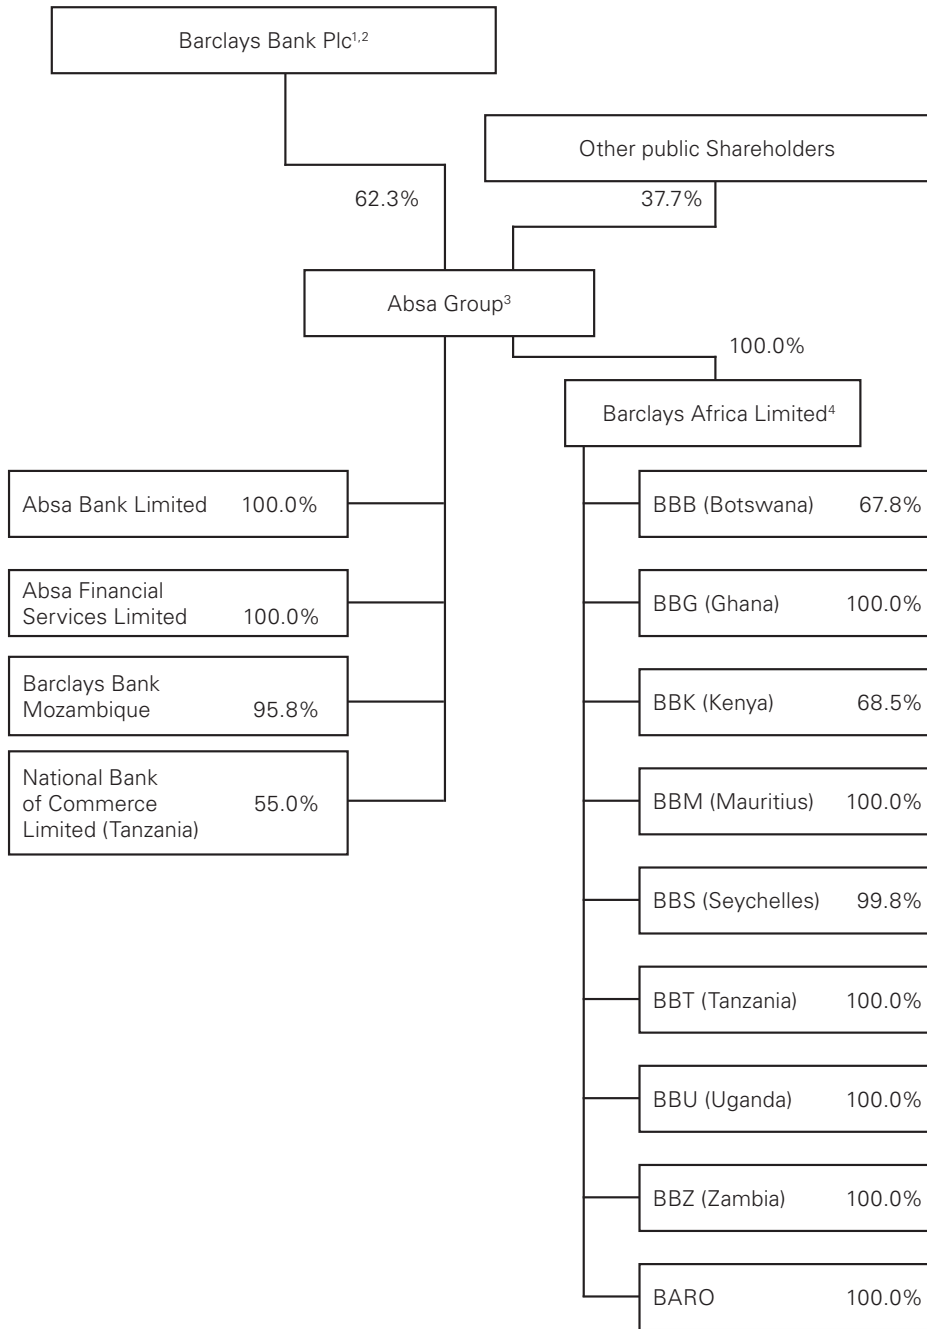 Barclays Bank Plc¹,²
Other public Shareholders
62.3%
37.7%
Absa Group³
100.0%
Barclays Africa Limited⁴
Absa Bank Limited 100.0%
Absa Financial
Services Limited 100.0%
Barclays Bank
Mozambique 95.8%
National Bank
of Commerce 55.0%
Limited (Tanzania)
BBB (Botswana) 67.8%
BBG (Ghana) 100.0%
BBK (Kenya) 68.5%
BBM (Mauritius) 100.0%
BBS (Seychelles) 99.8%
BBT (Tanzania) 100.0%
BBU (Uganda) 100.0%
BBZ (Zambia) 100.0%
BARO 100.0%